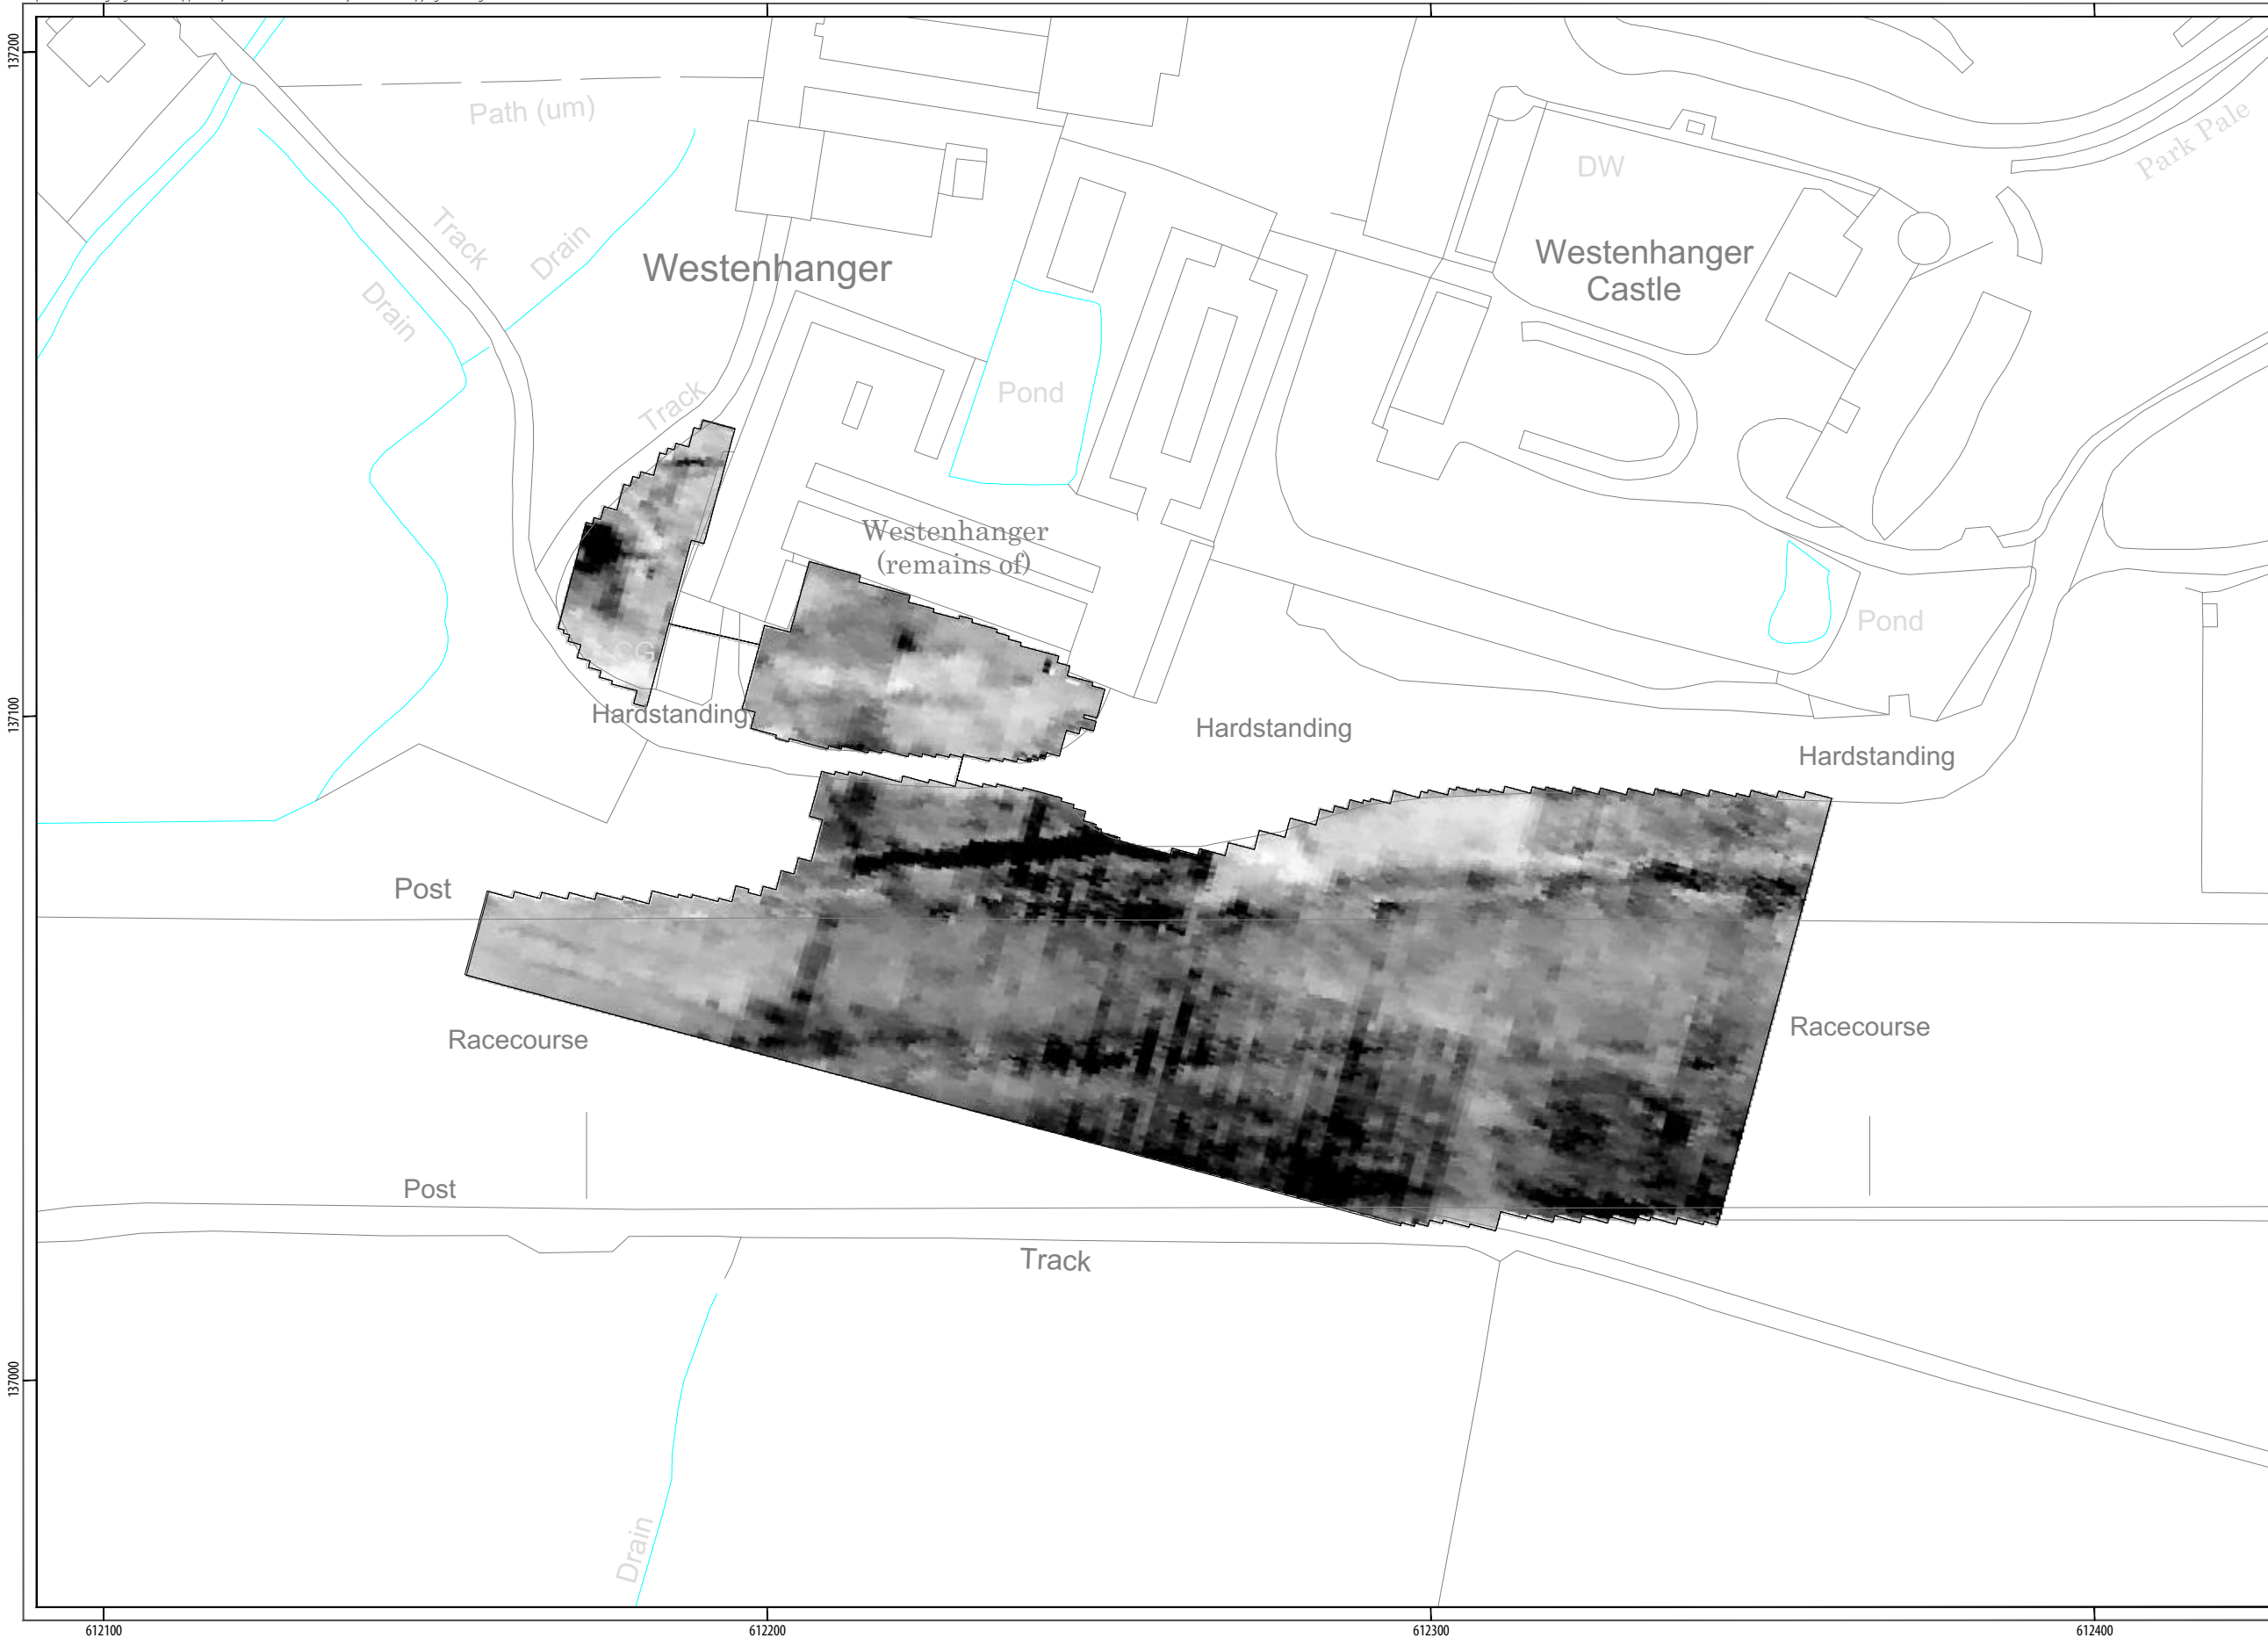 137200
Path (um)
Park Pale
DW
Track
Drain
Westenhanger
Westenhanger
Castle
Drain
Pond
Track
Westenhanger
(remains of)
Pond
CG
137100
Hardstanding
Hardstanding
Hardstanding
Post
Racecourse
Racecourse
Post
Track
137000
Drain
612100
612200
612300
612400